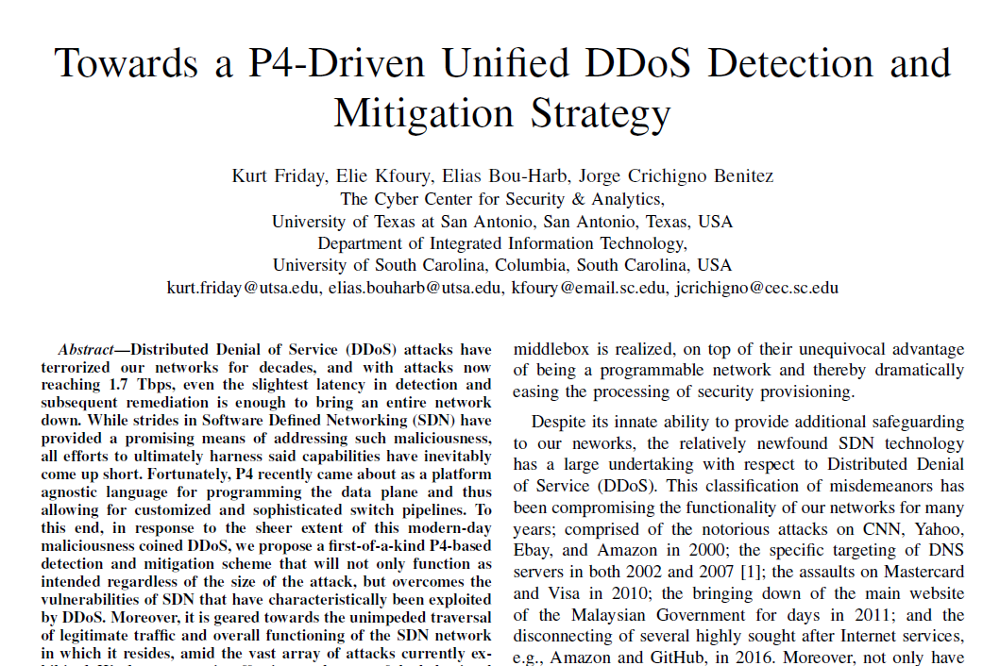 Towards a P4-Driven Unified DDoS Detection and
Mitigation Strategy
Kurt Friday, Elie Kfoury, Elias Bou-Harb, Jorge Crichigno Benitez
The Cyber Center for Security & Analytics,
University of Texas at San Antonio, San Antonio, Texas, USA
Department of Integrated Information Technology,
University of South Carolina, Columbia, South Carolina, USA
kurt.friday@utsa.edu, elias.bouharb@utsa.edu, kfoury@email.sc.edu, jcrichigno@cec.sc.edu
Abstract—Distributed Denial of Service (DDoS) attacks have
terrorized our networks for decades, and with attacks now
reaching 1.7 Tbps, even the slightest latency in detection and
subsequent remediation is enough to bring an entire network
down. While strides in Software Defined Networking (SDN) have
provided a promising means of addressing such maliciousness,
all efforts to ultimately harness said capabilities have inevitably
come up short. Fortunately, P4 recently came about as a platform
agnostic language for programming the data plane and thus
allowing for customized and sophisticated switch pipelines. To
this end, in response to the sheer extent of this modern-day
maliciousness coined DDoS, we propose a first-of-a-kind P4-based
detection and mitigation scheme that will not only function as
intended regardless of the size of the attack, but overcomes the
vulnerabilities of SDN that have characteristically been exploited
by DDoS. Moreover, it is geared towards the unimpeded traversal
of legitimate traffic and overall functioning of the SDN network
in which it resides, amid the vast array of attacks currently ex-
middlebox is realized, on top of their unequivocal advantage
of being a programmable network and thereby dramatically
easing the processing of security provisioning.
Despite its innate ability to provide additional safeguarding
to our neworks, the relatively newfound SDN technology
has a large undertaking with respect to Distributed Denial
of Service (DDoS). This classification of misdemeanors has
been compromising the functionality of our networks for many
years; comprised of the notorious attacks on CNN, Yahoo,
Ebay, and Amazon in 2000; the specific targeting of DNS
servers in both 2002 and 2007 [1]; the assaults on Mastercard
and Visa in 2010; the bringing down of the main website
of the Malaysian Government for days in 2011; and the
disconnecting of several highly sought after Internet services,
e.g., Amazon and GitHub, in 2016. Moreover, not only have